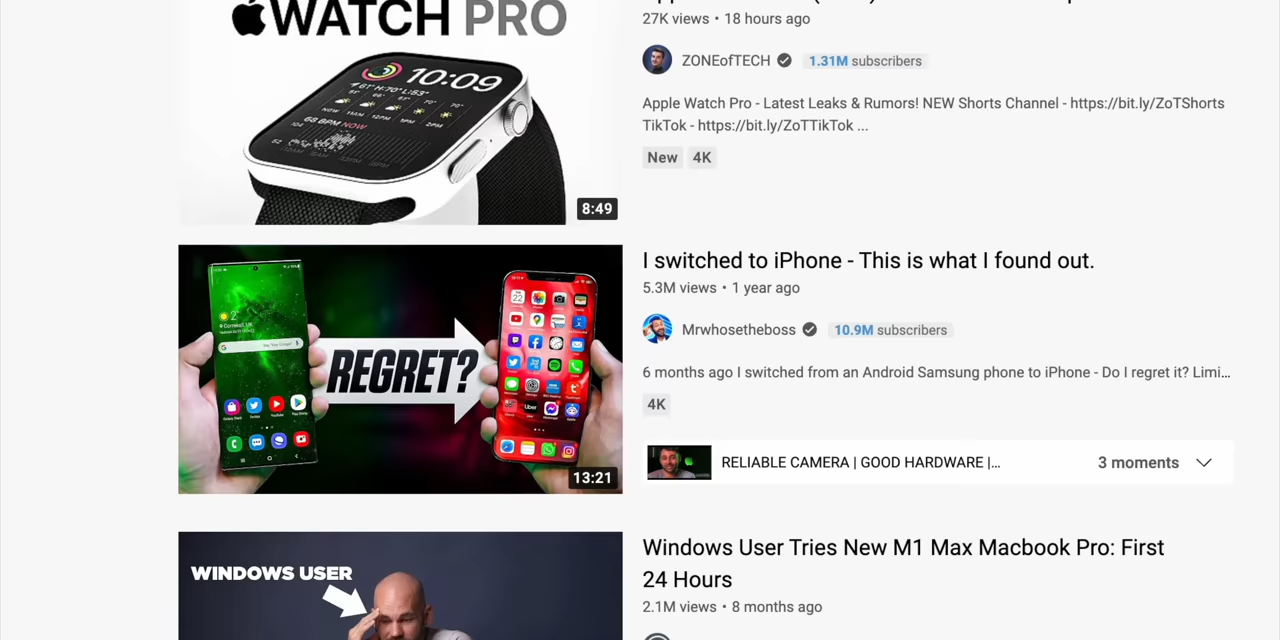 WATCH PRO
27K views • 18 hours ago
ZONEofTECH
1.31M subscribers
Apple Watch Pro - Latest Leaks & Rumors! NEW Shorts Channel - https://bit.ly/ZoTShorts
TikTok - https://bit.ly/ZoTTikTok ...
New 4K
10:09
68 BPM NOW
8:49
I switched to iPhone - This is what I found out.
5.3M views • 1 year ago
Mrwhosetheboss
10.9M subscribers
6 months ago I switched from an Android Samsung phone to iPhone - Do I regret it? Limi...
4K
REGRET?
13:21
RELIABLE CAMERA | GOOD HARDWARE |...
3 moments
Windows User Tries New M1 Max Macbook Pro: First
24 Hours
2.1M views • 8 months ago
WINDOWS USER